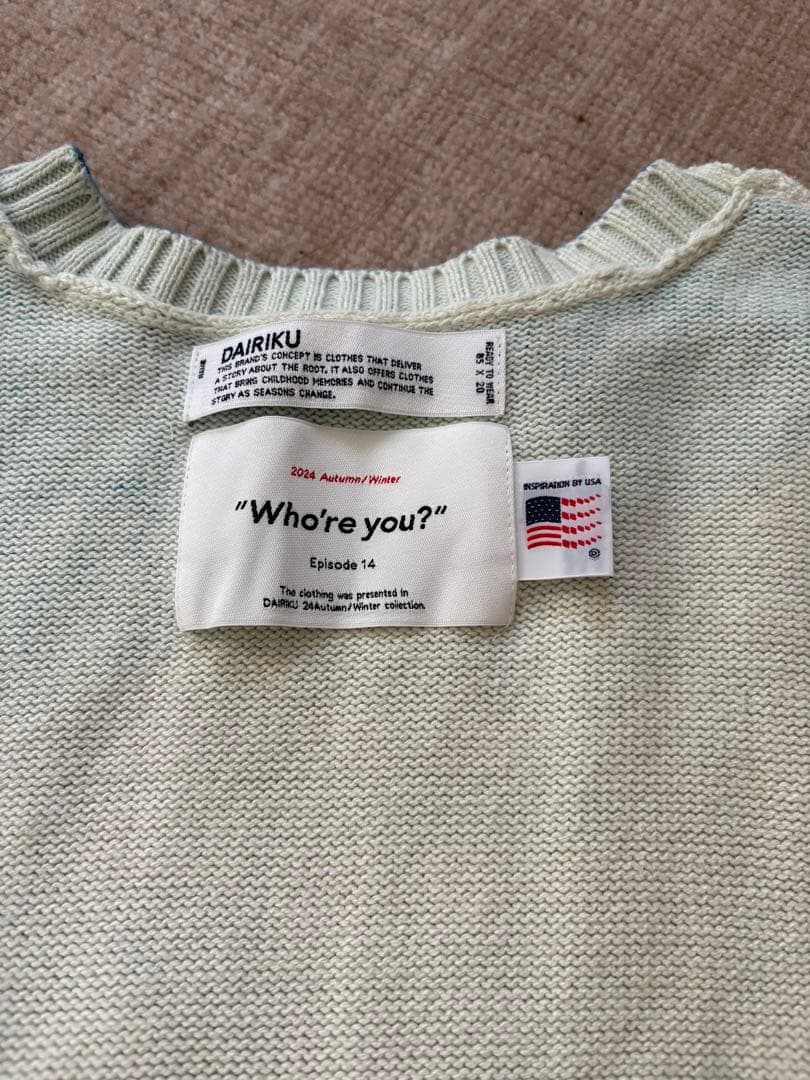 DAIRIKU
THIS BRAND'S CONCEPT IS CLOTHES THAT DELIVER
A STORY ABOUT THE ROOT. IT ALSO OFFERS CLOTHES
THAT BRING CHILDHOOD MEMORIES AND CONTINUE THE
STORY AS SEASONS CHANGE.
READY TO WEAR
85 X 20
2024 Autumn/Winter
"Who're you?"
Episode 14
The clothing was presented in
DAIRIKU 24Autumn/Winter collection.
INSPIRATION BY USA